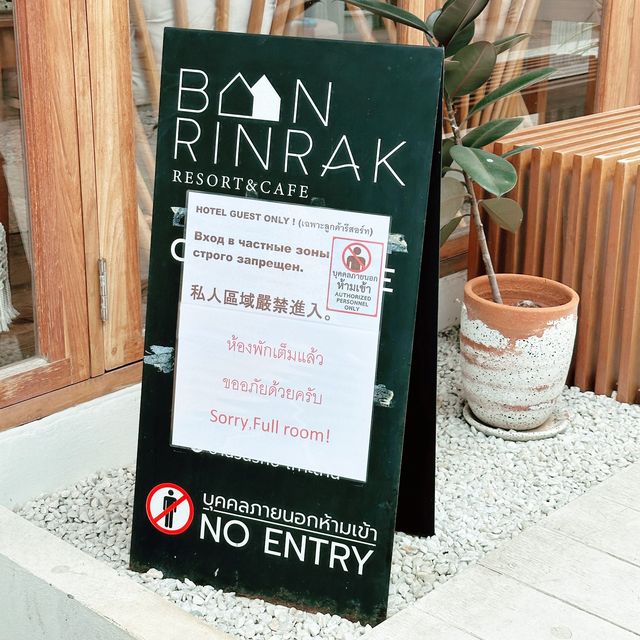 BAAN
RINRAK
RESORT&CAFE
HOTEL GUEST ONLY ! (เฉพาะลูกค้ารีสอร์ท)
Вход в частные зоны
строго запрещен.
私人區域嚴禁進入。
บุคคลภายนอก
ห้ามเข้า
AUTHORIZED
PERSONNEL
ONLY
ห้องพักเต็มแล้ว
ขออภัยด้วยครับ
Sorry,Full room!
บุคคลภายนอกห้ามเข้า
NO ENTRY